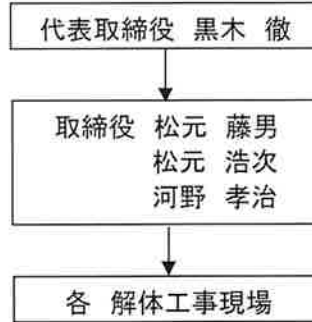 代表取締役 黒木 徹
取締役 松元 藤男
松元 浩次
河野 孝治
各 解体工事現場